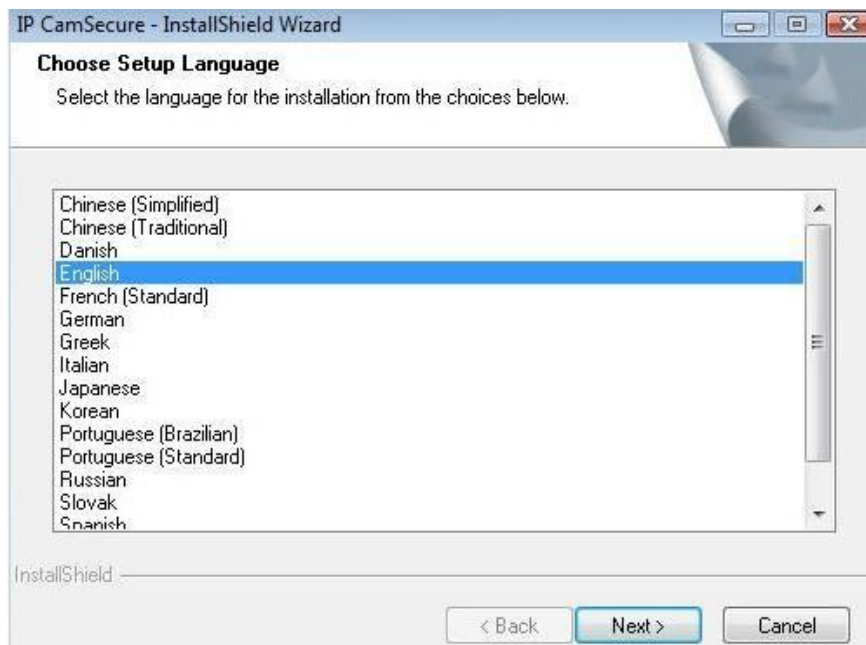 IP CamSecure - InstallShield Wizard
Choose Setup Language
Select the language for the installation from the choices below.
Chinese (Simplified)
Chinese (Traditional)
Danish
English
French (Standard)
German
Greek
Italian
Japanese
Korean
Portuguese (Brazilian)
Portuguese (Standard)
Russian
Slovak
Spanish
InstallShield
< Back
Next >
Cancel